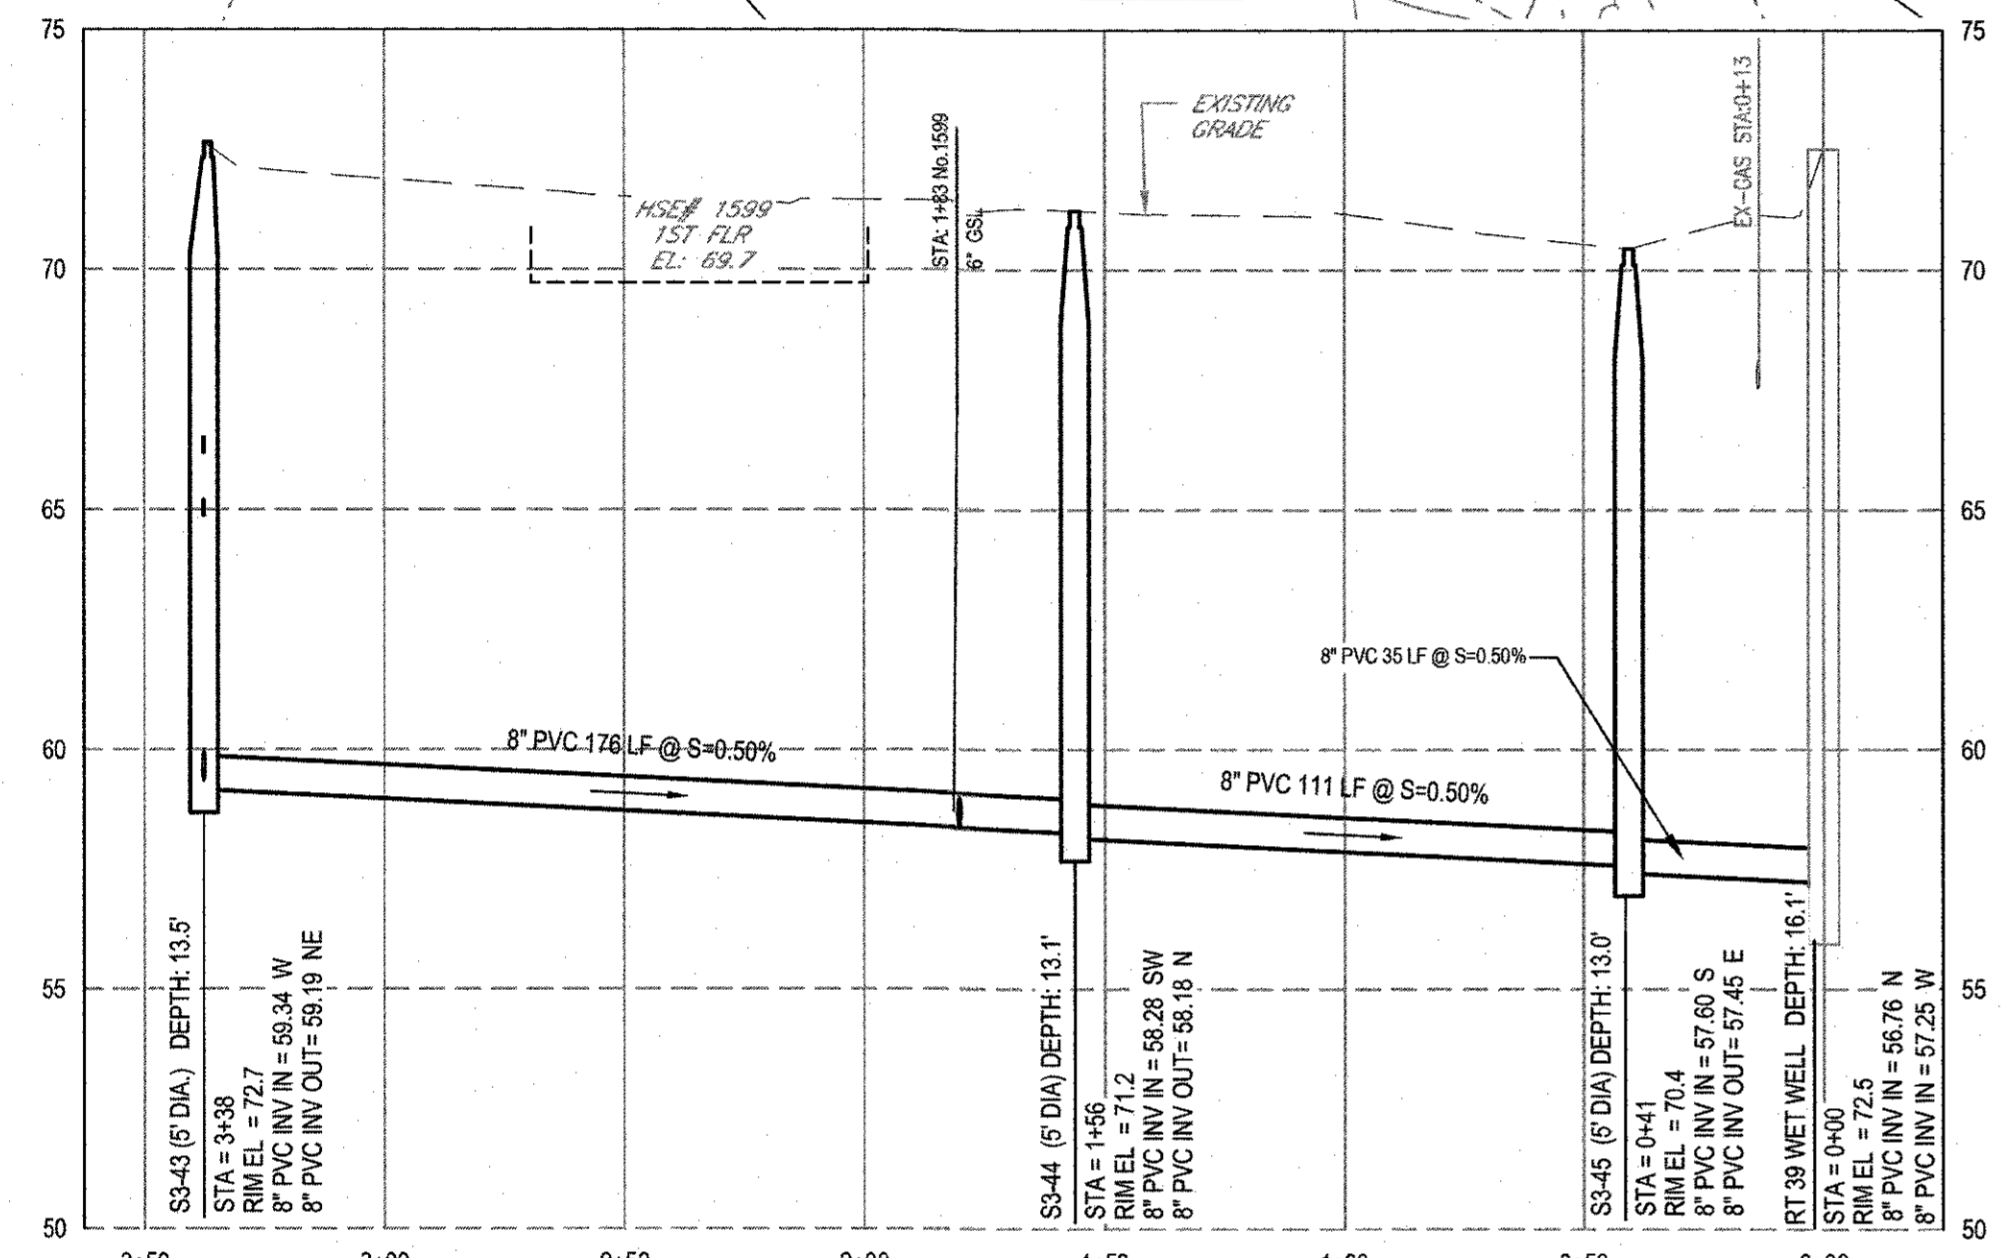 75
75
EXISTING
GRADE
EX-GAS STA:0+13
STA: 1+83 No.1599
6" GSL
HSE# 1599
1ST FLR
EL: 69.7
70
70
65
65
8" PVC 35 LF @ S=0.50%
60
60
8" PVC 176 LF @ S=0.50%
8" PVC 111 LF @ S=0.50%
55
55
S3-43 (5' DIA.) DEPTH: 13.5'
STA = 3+38
RIM EL = 72.7
8" PVC INV IN = 59.34 W
8" PVC INV OUT= 59.19 NE
S3-44 (5' DIA) DEPTH: 13.1'
STA = 1+56
RIM EL = 71.2
8" PVC INV IN = 58.28 SW
8" PVC INV OUT= 58.18 N
S3-45 (5' DIA) DEPTH: 13.0'
STA = 0+41
RIM EL = 70.4
8" PVC INV IN = 57.60 S
8" PVC INV OUT= 57.45 E
RT 39 WET WELL DEPTH: 16.1'
STA = 0+00
RIM EL = 72.5
8" PVC INV IN = 56.76 N
8" PVC INV IN = 57.25 W
50
50